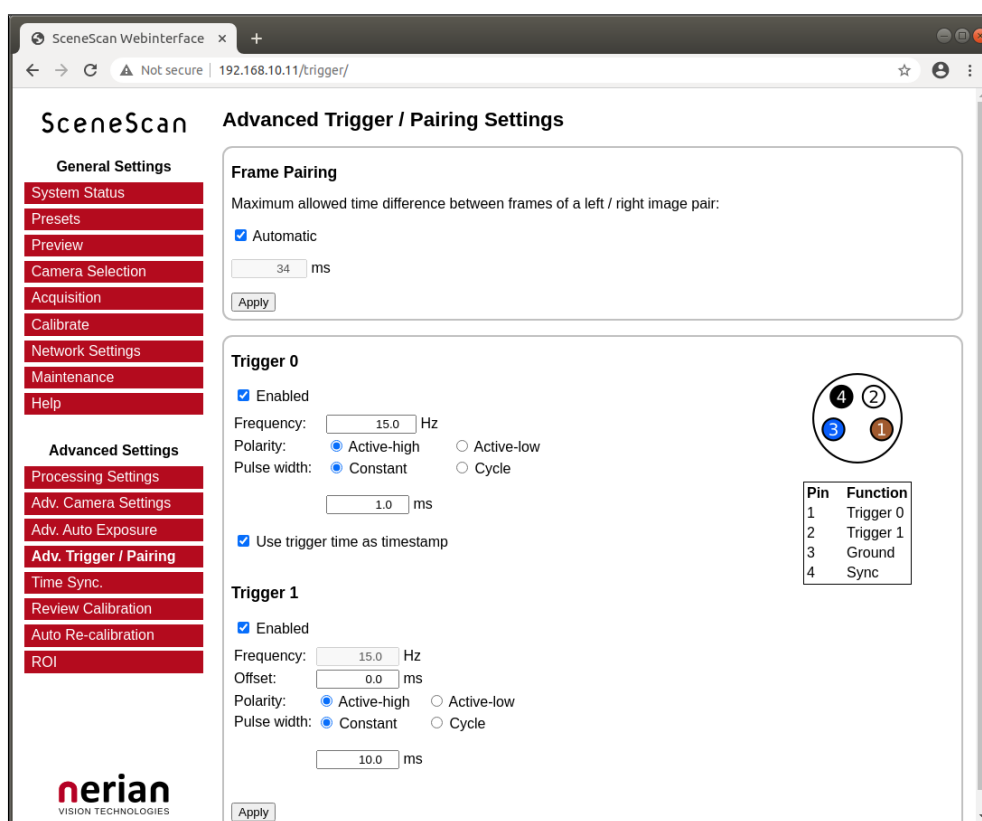 SceneScan Webinterface
Not secure | 192.168.10.11/trigger/
SceneScan
General Settings
System Status
Presets
Preview
Camera Selection
Acquisition
Calibrate
Network Settings
Maintenance
Help
Advanced Settings
Processing Settings
Adv. Camera Settings
Adv. Auto Exposure
Adv. Trigger / Pairing
Time Sync.
Review Calibration
Auto Re-calibration
ROI
nerian
VISION TECHNOLOGIES
Advanced Trigger / Pairing Settings
Frame Pairing
Maximum allowed time difference between frames of a left / right image pair:
Automatic
34 ms
Apply
Trigger 0
Enabled
Frequency: 15.0 Hz
Polarity: Active-high Active-low
Pulse width: Constant Cycle
1.0 ms
Use trigger time as timestamp
4 2
3 1
Pin Function
1 Trigger 0
2 Trigger 1
3 Ground
4 Sync
Trigger 1
Enabled
Frequency: 15.0 Hz
Offset: 0.0 ms
Polarity: Active-high Active-low
Pulse width: Constant Cycle
10.0 ms
Apply